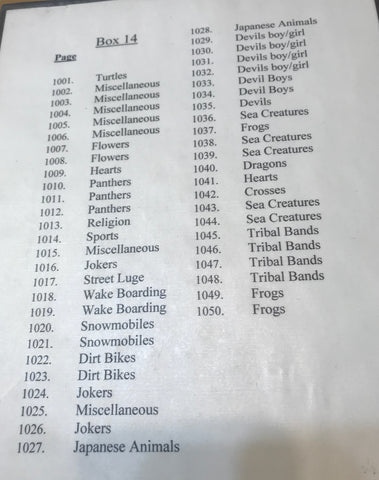 Box 14
Page
1001. Turtles
1002. Miscellaneous
1003. Miscellaneous
1004. Miscellaneous
1005. Miscellaneous
1006. Miscellaneous
1007. Flowers
1008. Flowers
1009. Hearts
1010. Panthers
1011. Panthers
1012. Panthers
1013. Religion
1014. Sports
1015. Miscellaneous
1016. Jokers
1017. Street Luge
1018. Wake Boarding
1019. Wake Boarding
1020. Snowmobiles
1021. Snowmobiles
1022. Dirt Bikes
1023. Dirt Bikes
1024. Jokers
1025. Miscellaneous
1026. Jokers
1027. Japanese Animals
1028. Japanese Animals
1029. Devils boy/girl
1030. Devils boy/girl
1031. Devils boy/girl
1032. Devils boy/girl
1033. Devil Boys
1034. Devil Boys
1035. Devils
1036. Sea Creatures
1037. Frogs
1038. Sea Creatures
1039. Sea Creatures
1040. Dragons
1041. Hearts
1042. Crosses
1043. Sea Creatures
1044. Sea Creatures
1045. Tribal Bands
1046. Tribal Bands
1047. Tribal Bands
1048. Tribal Bands
1049. Frogs
1050. Frogs